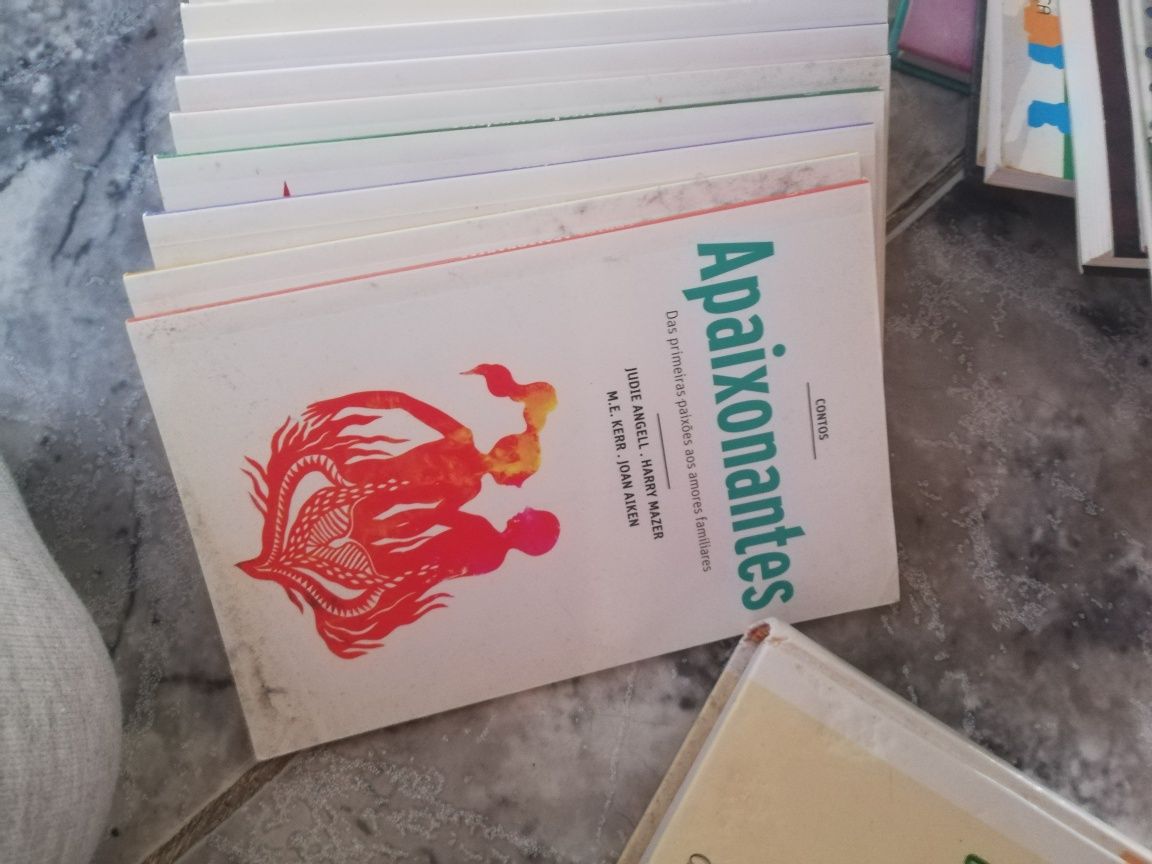 CONTOS
Apaixonantes
Das primeiras paixões aos amores familiares
JUDIE ANGELL . HARRY MAZER
M.E. KERR . JOAN AIKEN